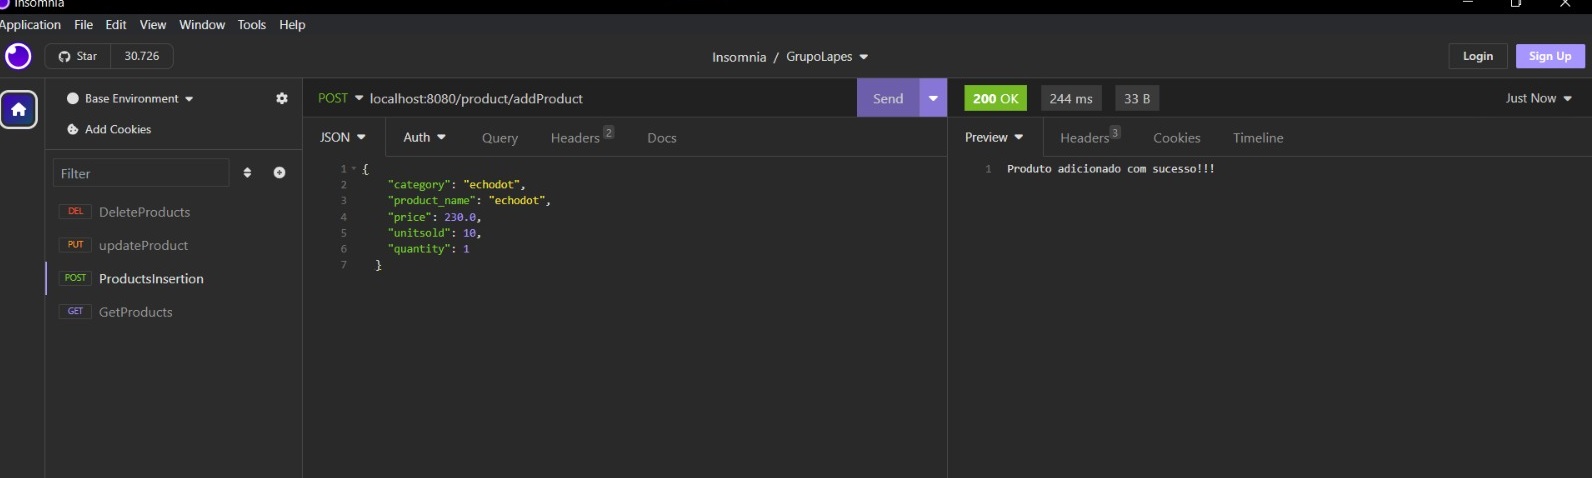 Insomnia
Application File Edit View Window Tools Help
Star 30.726
Insomnia / GrupoLapes
Login Sign Up
Base Environment
Add Cookies
Filter
DEL DeleteProducts
PUT updateProduct
POST ProductsInsertion
GET GetProducts
POST localhost:8080/product/addProduct Send
JSON Auth Query Headers 2 Docs
1 {
2 "category": "echodot",
3 "product_name": "echodot",
4 "price": 230.0,
5 "unitsold": 10,
6 "quantity": 1
7 }
200 OK 244 ms 33 B Just Now
Preview Headers 3 Cookies Timeline
1 Produto adicionado com sucesso!!!